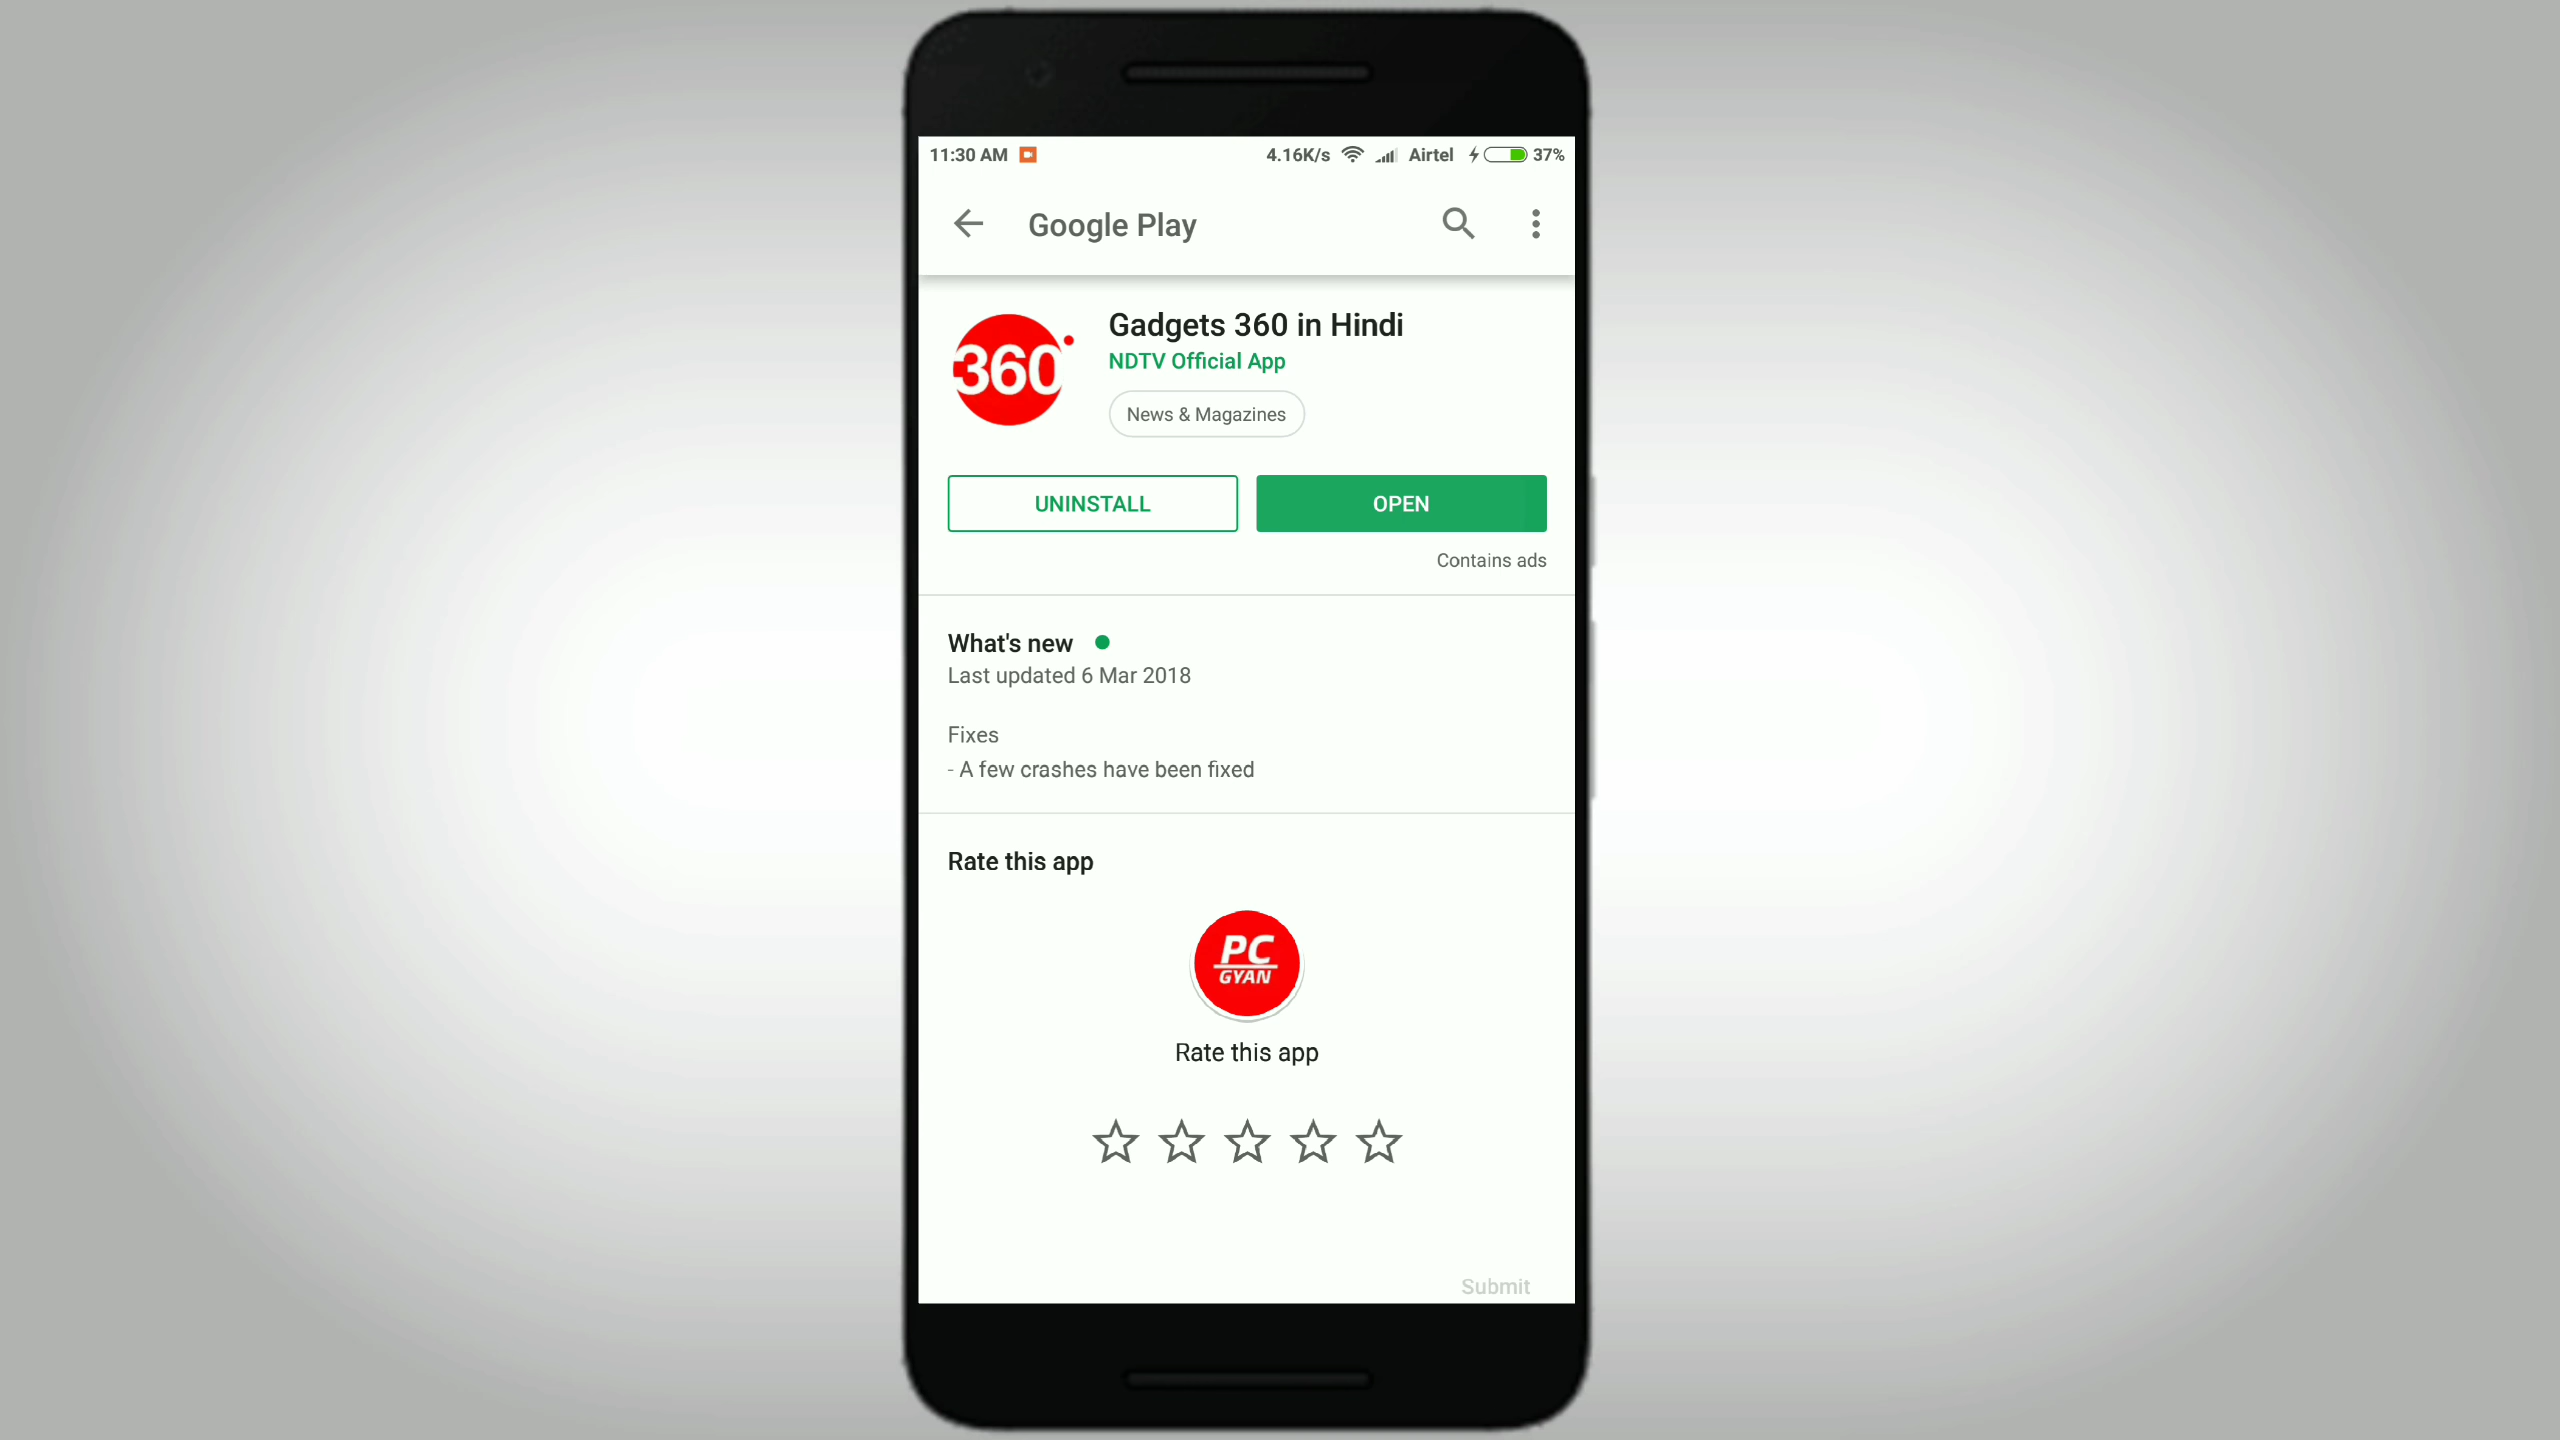 11:30 AM 4.16K/s Airtel 37%
Google Play
360
Gadgets 360 in Hindi
NDTV Official App
News & Magazines
UNINSTALL OPEN
Contains ads
What's new
Last updated 6 Mar 2018
Fixes
- A few crashes have been fixed
Rate this app
PC
GYAN
Rate this app
Submit